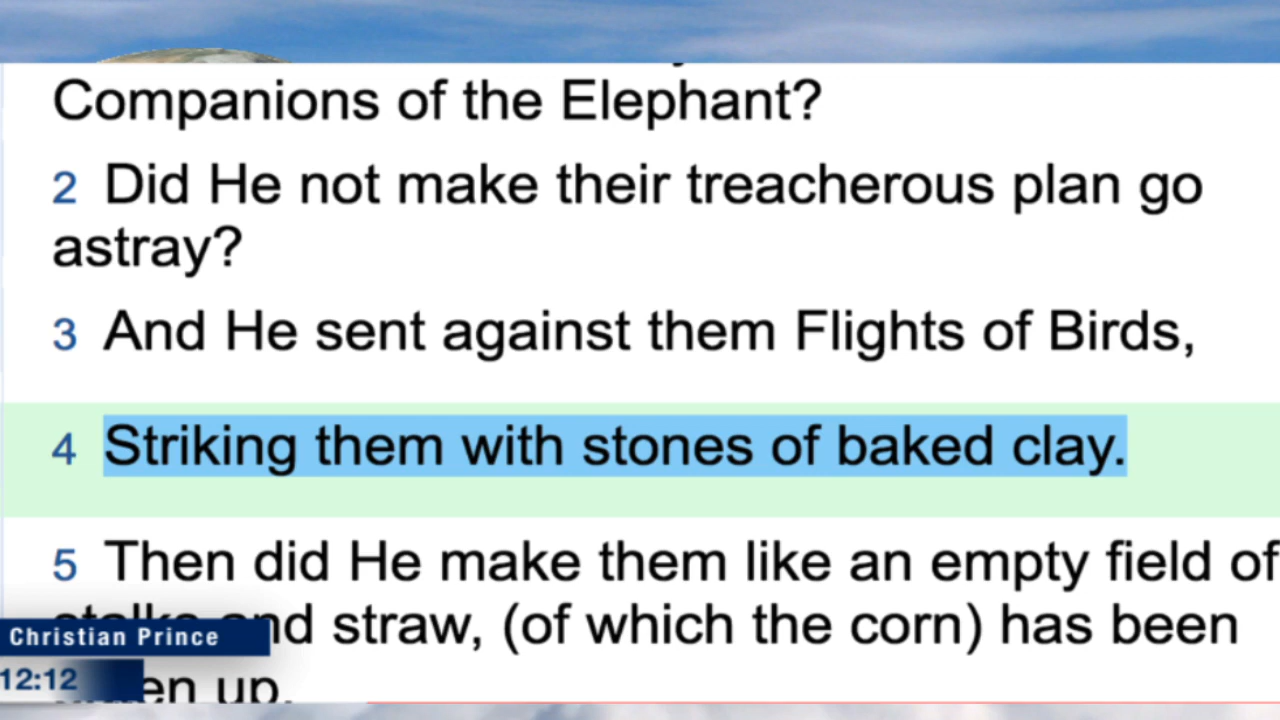 Companions of the Elephant?
2 Did He not make their treacherous plan go
astray?
3 And He sent against them Flights of Birds,
4 Striking them with stones of baked clay.
5 Then did He make them like an empty field of
and straw, (of which the corn) has been
up.
Christian Prince
12:12